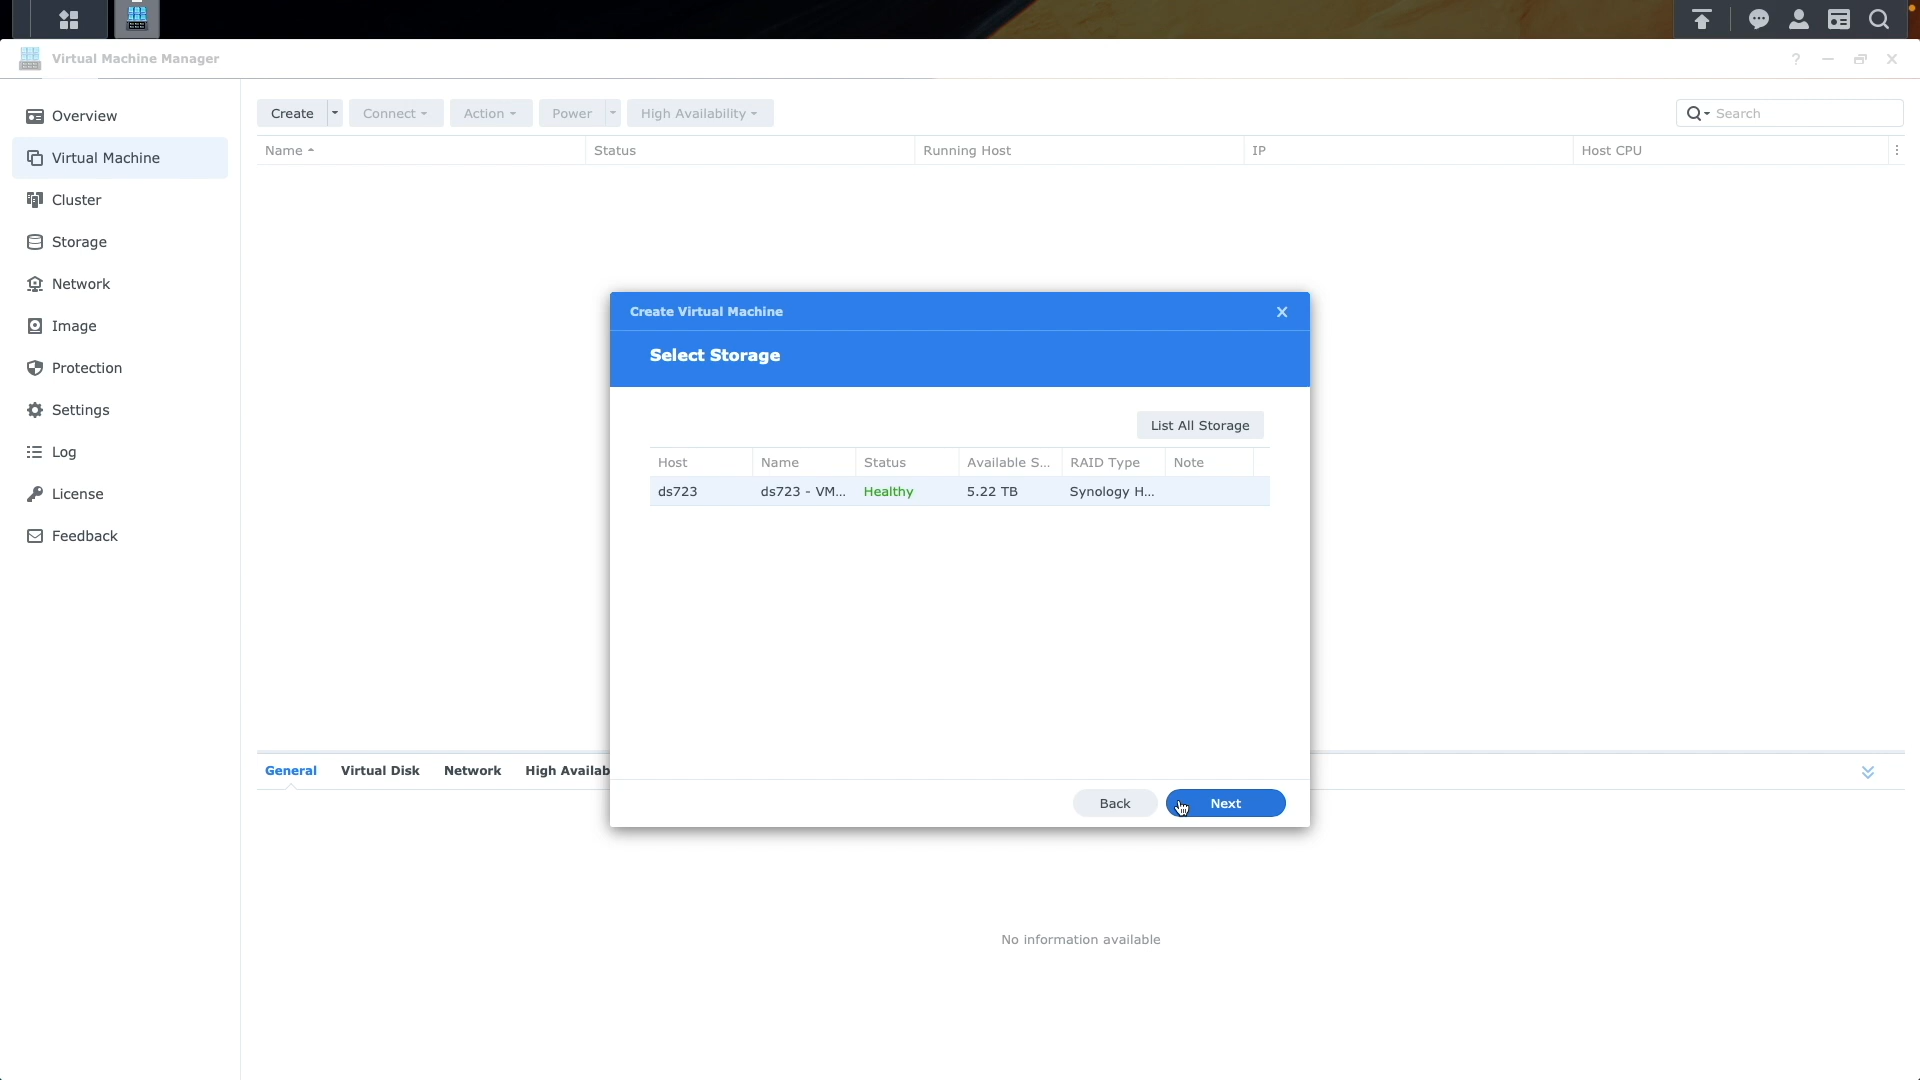 Virtual Machine Manager
?
Overview
Virtual Machine
Cluster
Storage
Network
Image
Protection
Settings
Log
License
Feedback
Create Connect Action Power High Availability
Search
Name Status Running Host IP Host CPU
Create Virtual Machine
Select Storage
List All Storage
Host Name Status Available S... RAID Type Note
ds723 ds723 - VM... Healthy 5.22 TB Synology H...
Back Next
General Virtual Disk Network High Availab
No information available